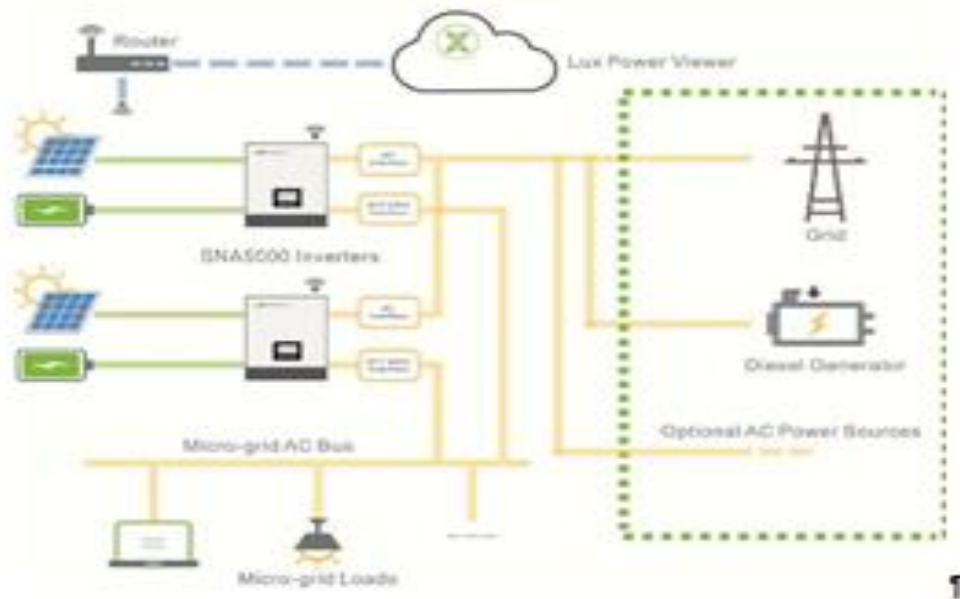 Router
Lux Power Viewer
SNA5000 Inverters
Grid
Diesel Generator
Micro-grid AC Bus
Optional AC Power Sources
Micro-grid Loads